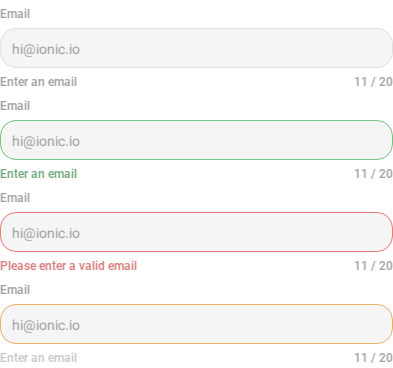 Email
hi@ionic.io
Enter an email 11 / 20
Email
hi@ionic.io
Enter an email 11 / 20
Email
hi@ionic.io
Please enter a valid email 11 / 20
Email
hi@ionic.io
Enter an email 11 / 20